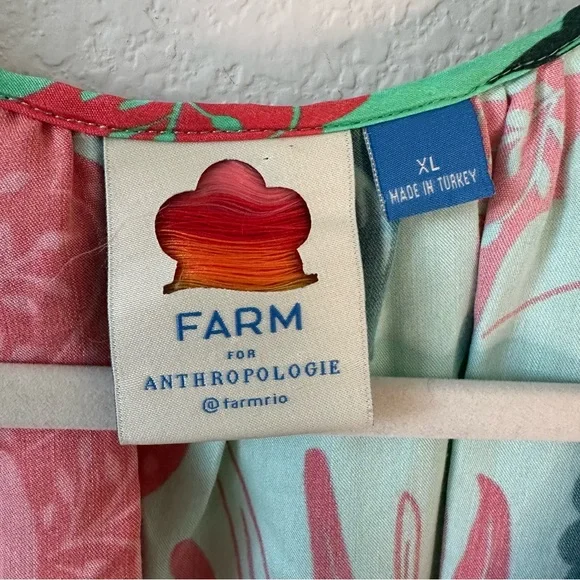 XL
MADE IN TURKEY
FARM
FOR
ANTHROPOLOGIE
@farmrio